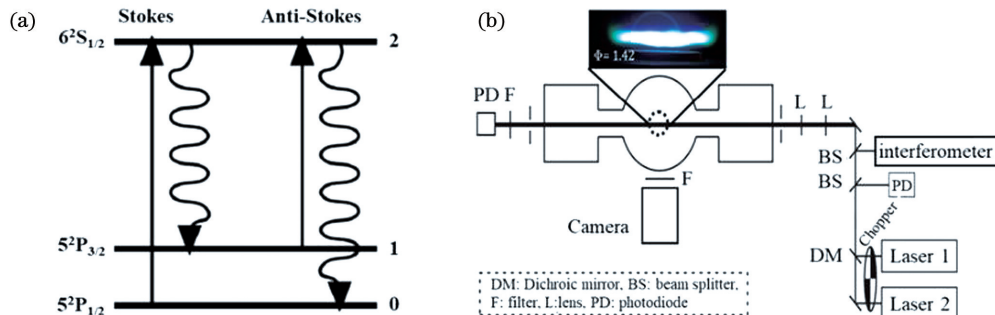 (a)
Stokes
Anti-Stokes
6²S₁/₂
2
5²P₃/₂
1
5²P₁/₂
0
(b)
Φ= 1.42
PD F
L L
BS
interferometer
BS
PD
F
Camera
Chopper
DM
Laser 1
Laser 2
DM: Dichroic mirror, BS: beam splitter,
F: filter, L:lens, PD: photodiode